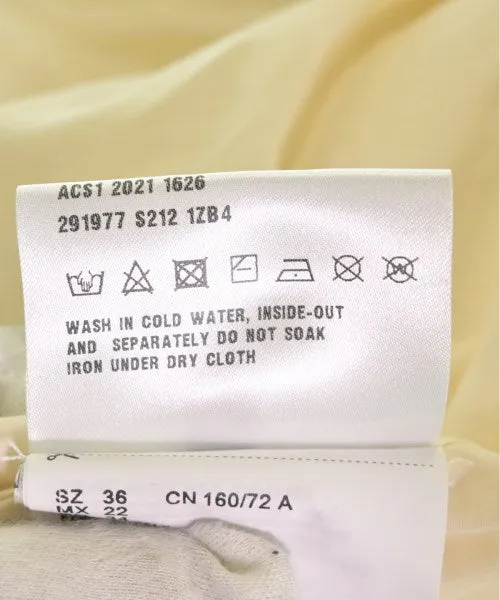 ACS1 2021 1626
291977 S212 1ZB4
WASH IN COLD WATER, INSIDE-OUT
AND SEPARATELY DO NOT SOAK
IRON UNDER DRY CLOTH
SZ 36 CN 160/72 A
MX 22